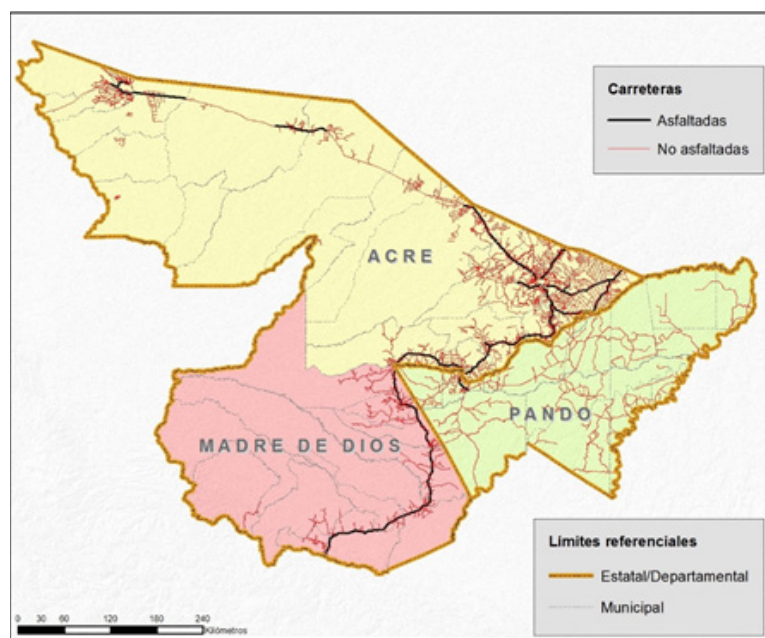 Carreteras
Asfaltadas
No asfaltadas
ACRE
PANDO
MADRE DE DIOS
Límites referenciales
Estatal/Departamental
Municipal
0 30 60 120 180 240
Kilómetros